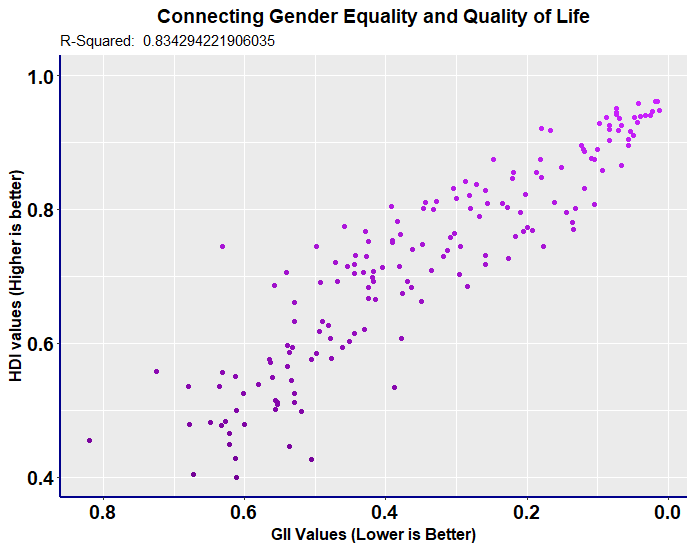 Connecting Gender Equality and Quality of Life
R-Squared:  0.834294221906035
1.0
0.8
0.6
0.4
HDI values (Higher is better)
0.8 0.6 0.4 0.2 0.0
GII Values (Lower is Better)